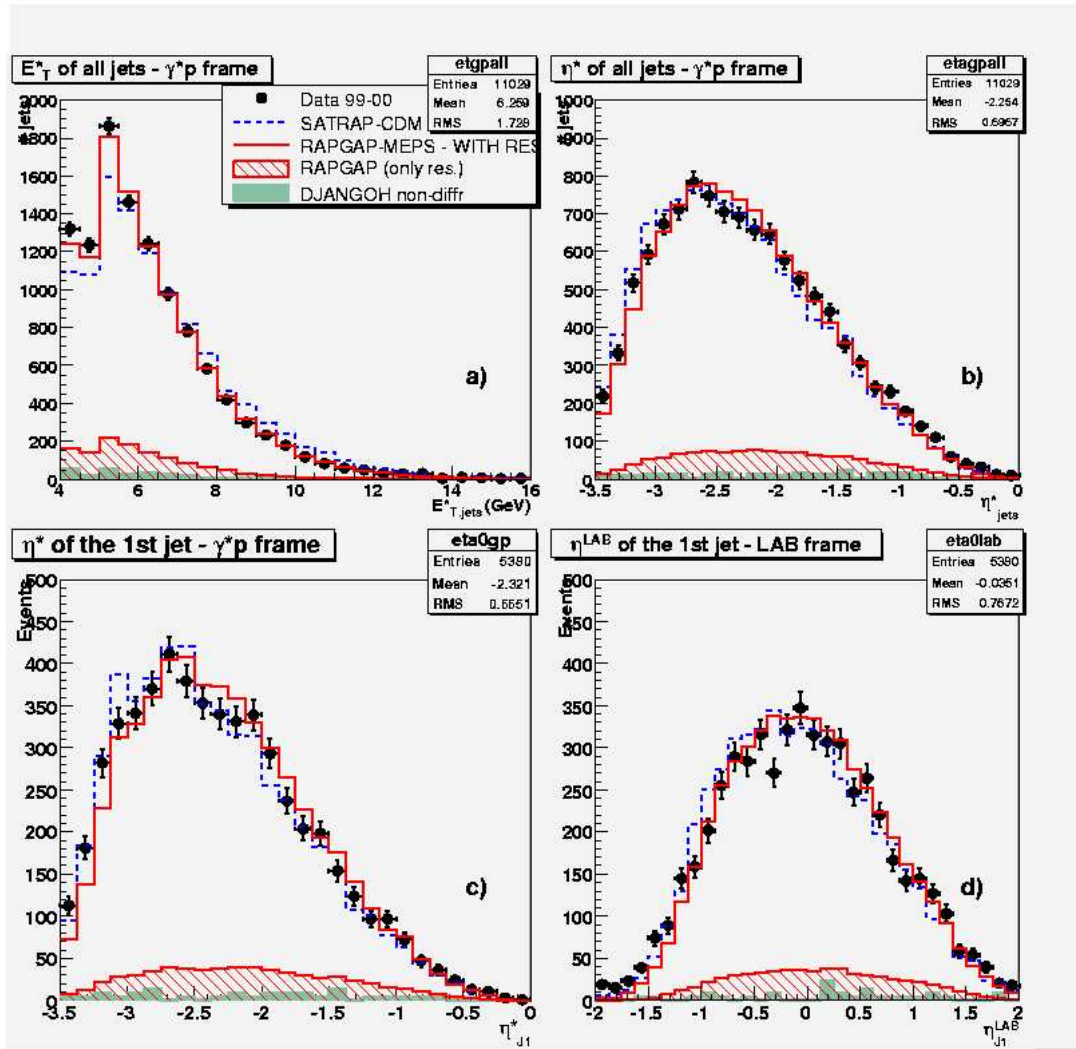 E*T of all jets - γ*p frame
etgpall
Entries 11029
Mean 6.259
RMS 1.728
jets
2000
1800
1600
1400
1200
1000
800
600
400
200
0
Data 99-00
SATRAP-CDM
RAPGAP-MEPS - WITH RES
RAPGAP (only res.)
DJANGOH non-diffr
a)
4 6 8 10 12 14 16
E*T,jets (GeV)
η* of all jets - γ*p frame
etagpall
Entries 11029
Mean -2.254
RMS 0.6967
jets
1000
900
800
700
600
500
400
300
200
100
0
b)
-3.5 -3 -2.5 -2 -1.5 -1 -0.5 0
η*jets
η* of the 1st jet - γ*p frame
eta0gp
Entries 5390
Mean -2.321
RMS 0.6551
Events
500
450
400
350
300
250
200
150
100
50
0
c)
-3.5 -3 -2.5 -2 -1.5 -1 -0.5 0
η*J1
ηLAB of the 1st jet - LAB frame
eta0lab
Entries 5390
Mean -0.0351
RMS 0.7672
Events
500
450
400
350
300
250
200
150
100
50
0
d)
-2 -1.5 -1 -0.5 0 0.5 1 1.5 2
ηLAB J1